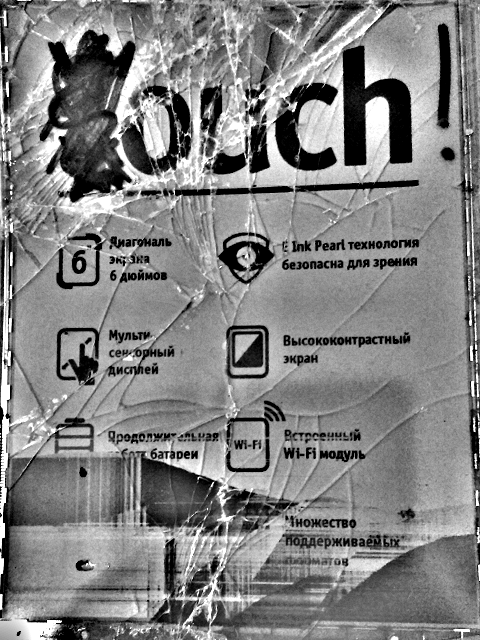 ouch!
Диагональ
экрана
6 дюймов
6
E Ink Pearl технология
безопасна для зрения
Мульти-
сенсорный
дисплей
Высококонтрастный
экран
Продолжительная
работа батареи
Wi-Fi
Встроенный
Wi-Fi модуль
Множество
поддерживаемых
форматов